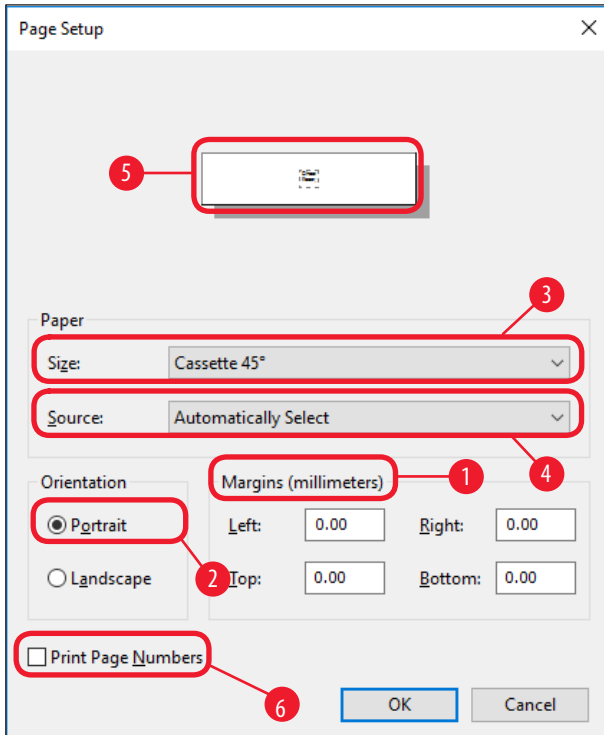 Page Setup
5
3
Paper
Size: Cassette 45°
Source: Automatically Select
4
Orientation
Margins (millimeters)
1
Portrait
Left: 0.00 Right: 0.00
2
Landscape
Top: 0.00 Bottom: 0.00
Print Page Numbers
6
OK Cancel